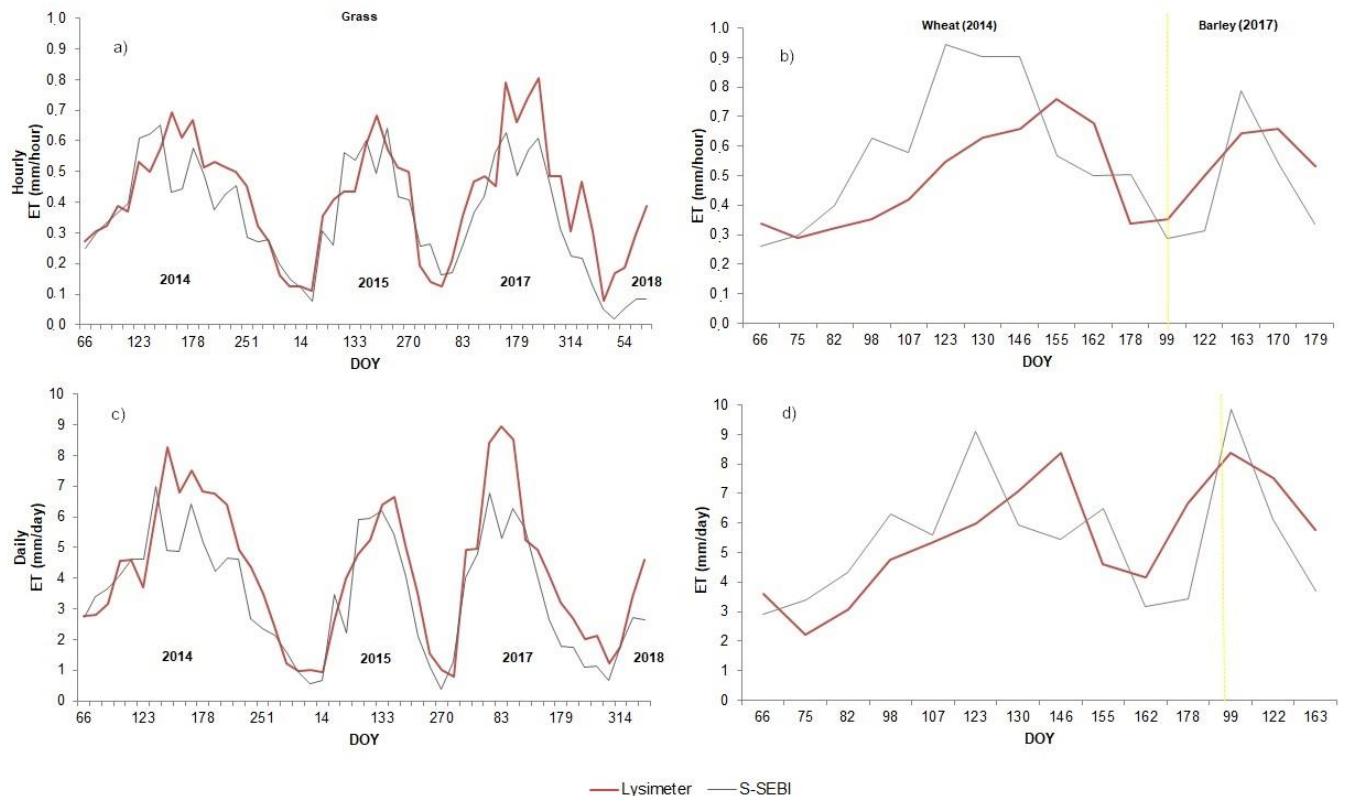 Grass
a)
1.0
0.9
0.8
0.7
0.6
0.5
0.4
0.3
0.2
0.1
0.0
Hourly
ET (mm/hour)
2014
2015
2017
2018
66 123 178 251 14 133 270 83 179 314 54
DOY
Wheat (2014)
Barley (2017)
b)
1.0
0.9
0.8
0.7
0.6
0.5
0.4
0.3
0.2
0.1
0.0
ET (mm/hour)
66 75 82 98 107 123 130 146 155 162 178 99 122 163 170 179
DOY
c)
10
9
8
7
6
5
4
3
2
1
0
Daily
ET (mm/day)
2014
2015
2017
2018
66 123 178 251 14 133 270 83 179 314
DOY
d)
10
9
8
7
6
5
4
3
2
1
0
ET (mm/day)
66 75 82 98 107 123 130 146 155 162 178 99 122 163
DOY
Lysimeter S-SEBI